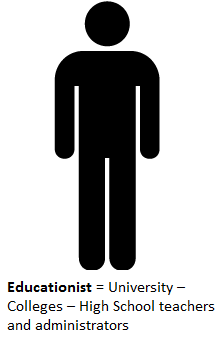 Educationist = University –
Colleges – High School teachers
and administrators